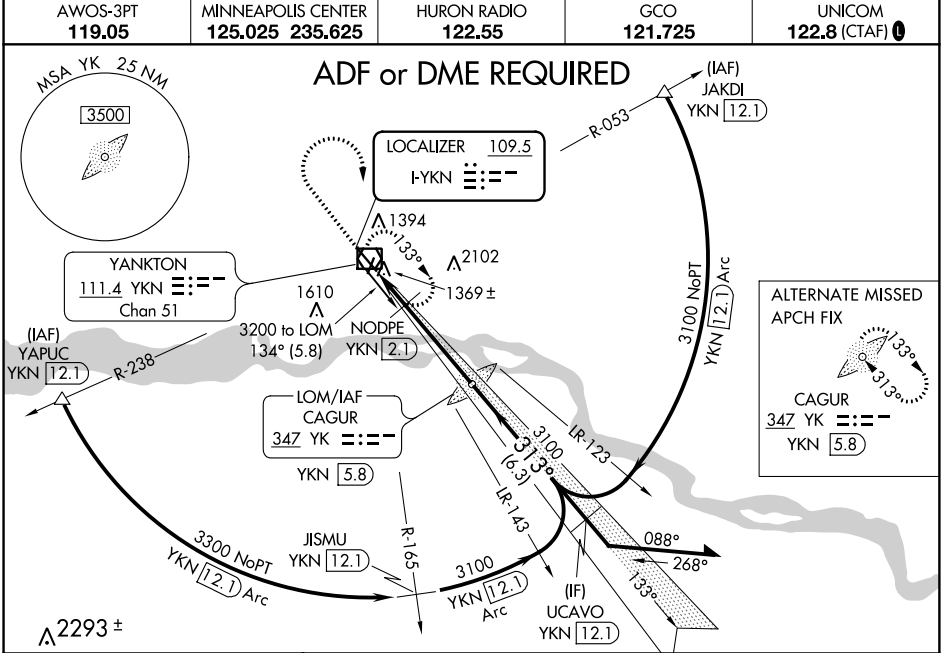 AWOS-3PT
119.05
MINNEAPOLIS CENTER
125.025 235.625
HURON RADIO
122.55
GCO
121.725
UNICOM
122.8 (CTAF) L
ADF or DME REQUIRED
MSA YK 25 NM
3500
(IAF)
JAKDI
YKN 12.1
R-053
LOCALIZER 109.5
I-YKN
1394
133°
2102
1369 ±
YANKTON
111.4 YKN
Chan 51
1610
3200 to LOM
134° (5.8)
NODPE
YKN 2.1
3100 NoPT
YKN 12.1 Arc
ALTERNATE MISSED
APCH FIX
133°
313°
CAGUR
347 YK
YKN 5.8
(IAF)
YAPUC
YKN 12.1
R-238
LOM/IAF
CAGUR
347 YK
YKN 5.8
3100
313°
(6.3)
LR-123
LR-143
R-165
3300 NoPT
YKN 12.1 Arc
JISMU
YKN 12.1
3100
YKN 12.1
Arc
(IF)
UCAVO
YKN 12.1
088°
268°
133°
2293 ±